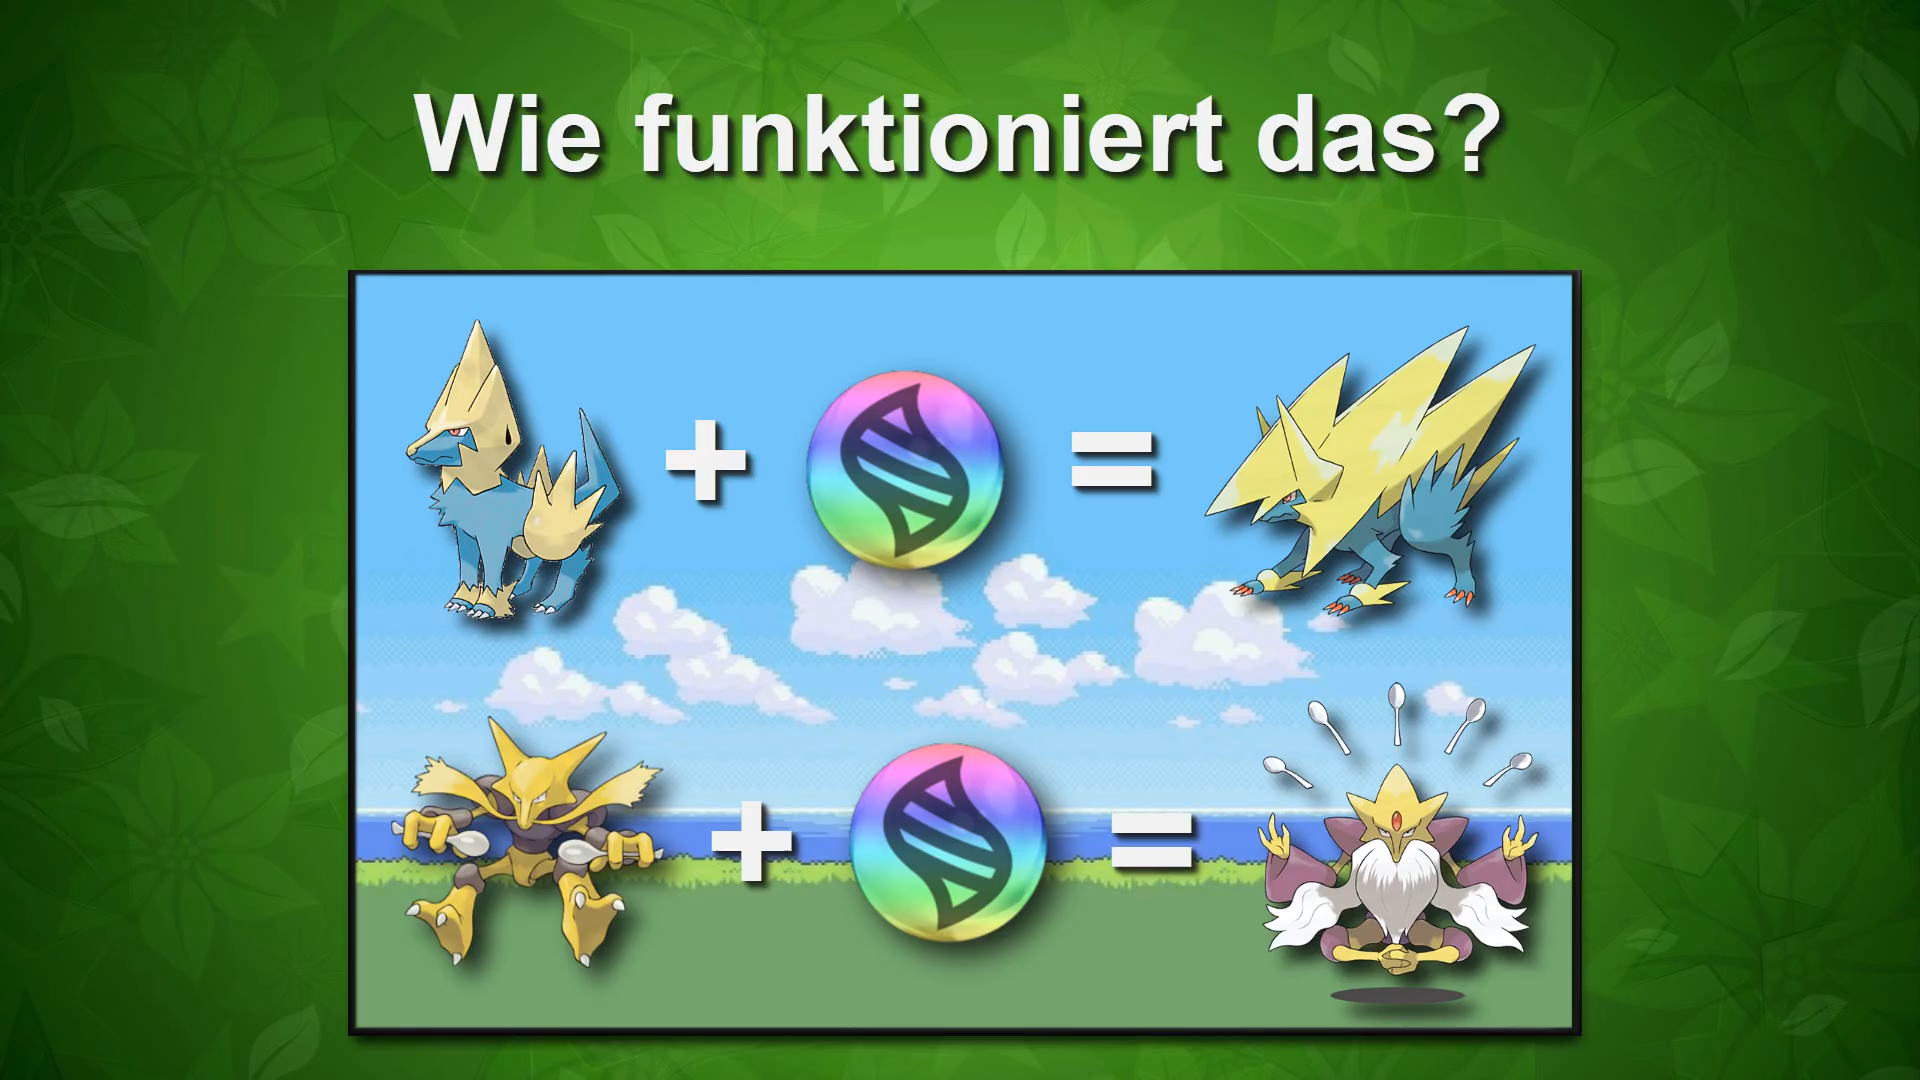 Wie funktioniert das?
+ =
+ =